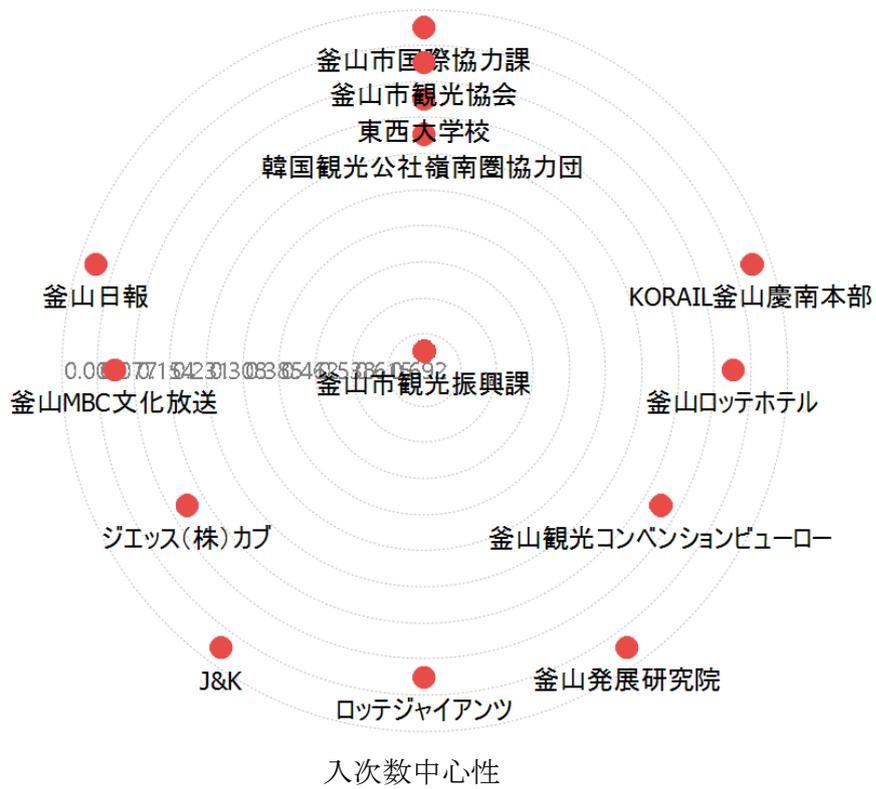 釜山市国際協力課
釜山市観光協会
東西大学校
韓国観光公社嶺南圏協力団
釜山日報
KORAIL釜山慶南本部
釜山市観光振興課
釜山MBC文化放送
釜山ロッテホテル
ジエッス(株)カブ
釜山観光コンベンションビューロー
J&K
釜山発展研究院
ロッテジャイアンツ
入次数中心性